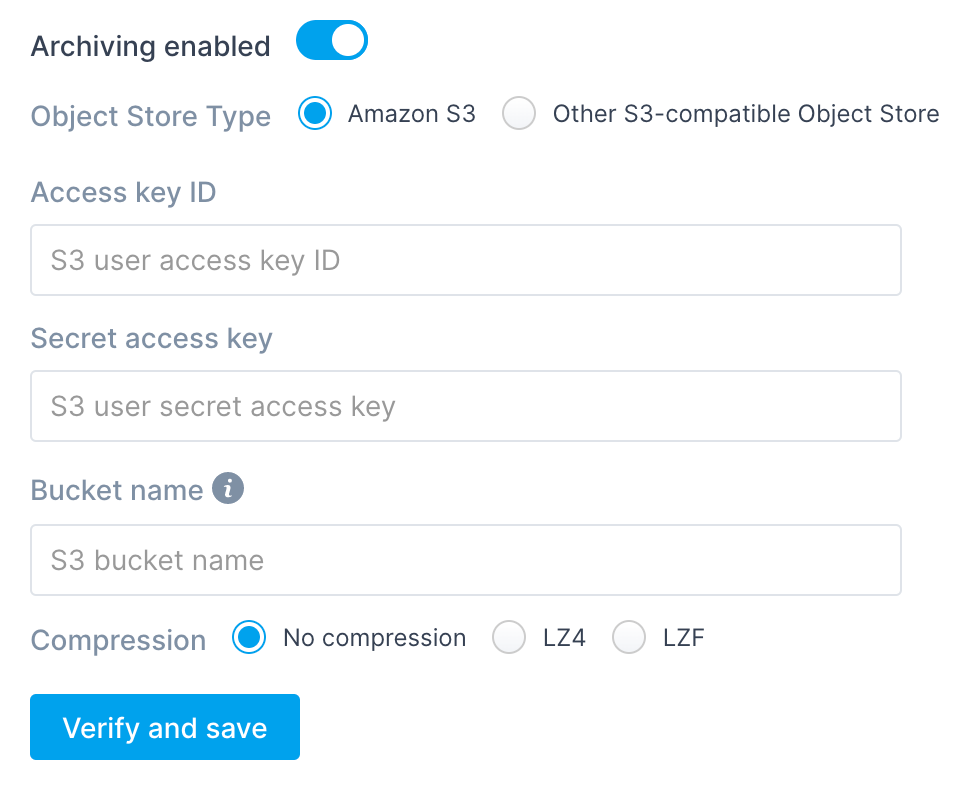 Archiving enabled
Object Store Type Amazon S3 Other S3-compatible Object Store
Access key ID
S3 user access key ID
Secret access key
S3 user secret access key
Bucket name i
S3 bucket name
Compression No compression LZ4 LZF
Verify and save